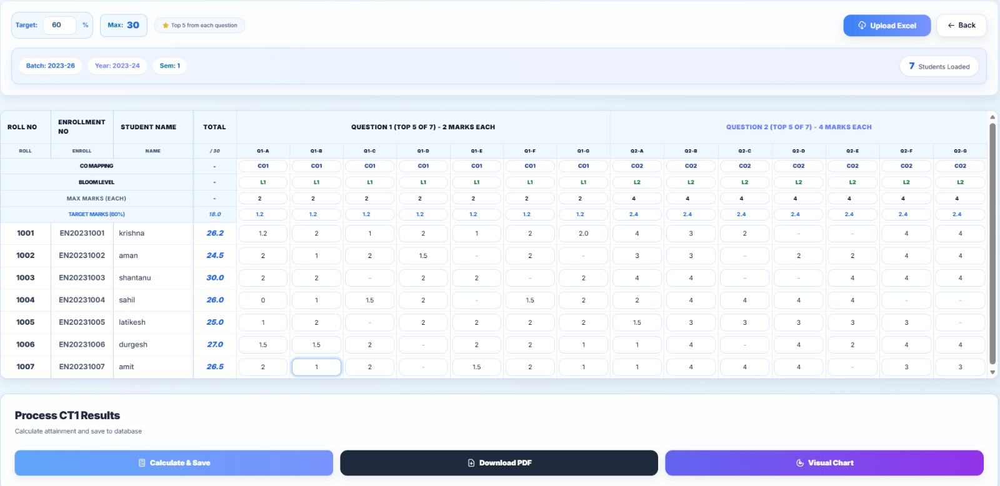 Target: 60 % Max: 30 ⭐ Top 5 from each question Upload Excel ← Back
Batch: 2023-26 Year: 2023-24 Sem: 1 7 Students Loaded
ROLL NO ENROLLMENT NO STUDENT NAME TOTAL QUESTION 1 (TOP 5 OF 7) - 2 MARKS EACH QUESTION 2 (TOP 5 OF 7) - 4 MARKS EACH
ROLL ENROLL NAME / 30 Q1-A Q1-B Q1-C Q1-D Q1-E Q1-F Q1-G Q2-A Q2-B Q2-C Q2-D Q2-E Q2-F Q2-G
CO MAPPING - CO1 CO1 CO1 CO1 CO1 CO1 CO1 CO2 CO2 CO2 CO2 CO2 CO2 CO2
BLOOM LEVEL - L1 L1 L1 L1 L1 L1 L1 L2 L2 L2 L2 L2 L2 L2
MAX MARKS (EACH) - 2 2 2 2 2 2 2 4 4 4 4 4 4 4
TARGET MARKS (60%) 18.0 1.2 1.2 1.2 1.2 1.2 1.2 1.2 2.4 2.4 2.4 2.4 2.4 2.4 2.4
1001 EN20231001 krishna 26.2 1.2 2 1 2 1 2 2.0 4 3 2 - - 4 4
1002 EN20231002 aman 24.5 2 1 2 1.5 - 2 - 3 3 - 2 2 4 4
1003 EN20231003 shantanu 30.0 2 2 - 2 2 - 2 4 4 - - 4 4 4
1004 EN20231004 sahil 26.0 0 1 1.5 2 - 1.5 2 2 4 4 4 4 - -
1005 EN20231005 latikesh 25.0 1 2 - 2 2 2 2 1.5 3 3 3 3 3 -
1006 EN20231006 durgesh 27.0 1.5 1.5 2 - 2 2 1 1 4 - 4 2 4 4
1007 EN20231007 amit 26.5 2 1 2 - 1.5 2 1 1 4 4 4 - 3 3
Process CT1 Results
Calculate attainment and save to database
Calculate & Save Download PDF Visual Chart